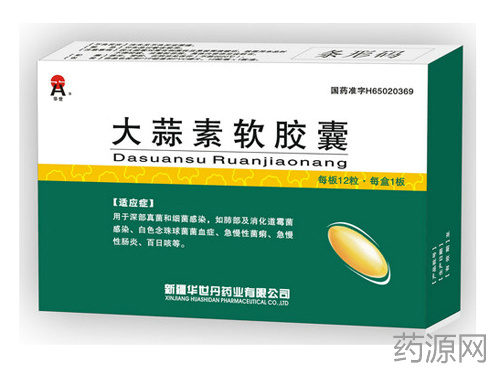 条形码
华世
国药准字H65020369
大蒜素软胶囊
Dasuansu Ruanjiaonang
每板12粒·每盒1板
【适应症】
用于深部真菌和细菌感染，如肺部及消化道霉菌
感染、白色念珠球菌菌血症、急慢性菌痢、急慢
性肠炎、百日咳等。
新疆华世丹药业有限公司
XINJIANG HUASHIDAN PHARMACEUTICAL CO.,LTD
药源网